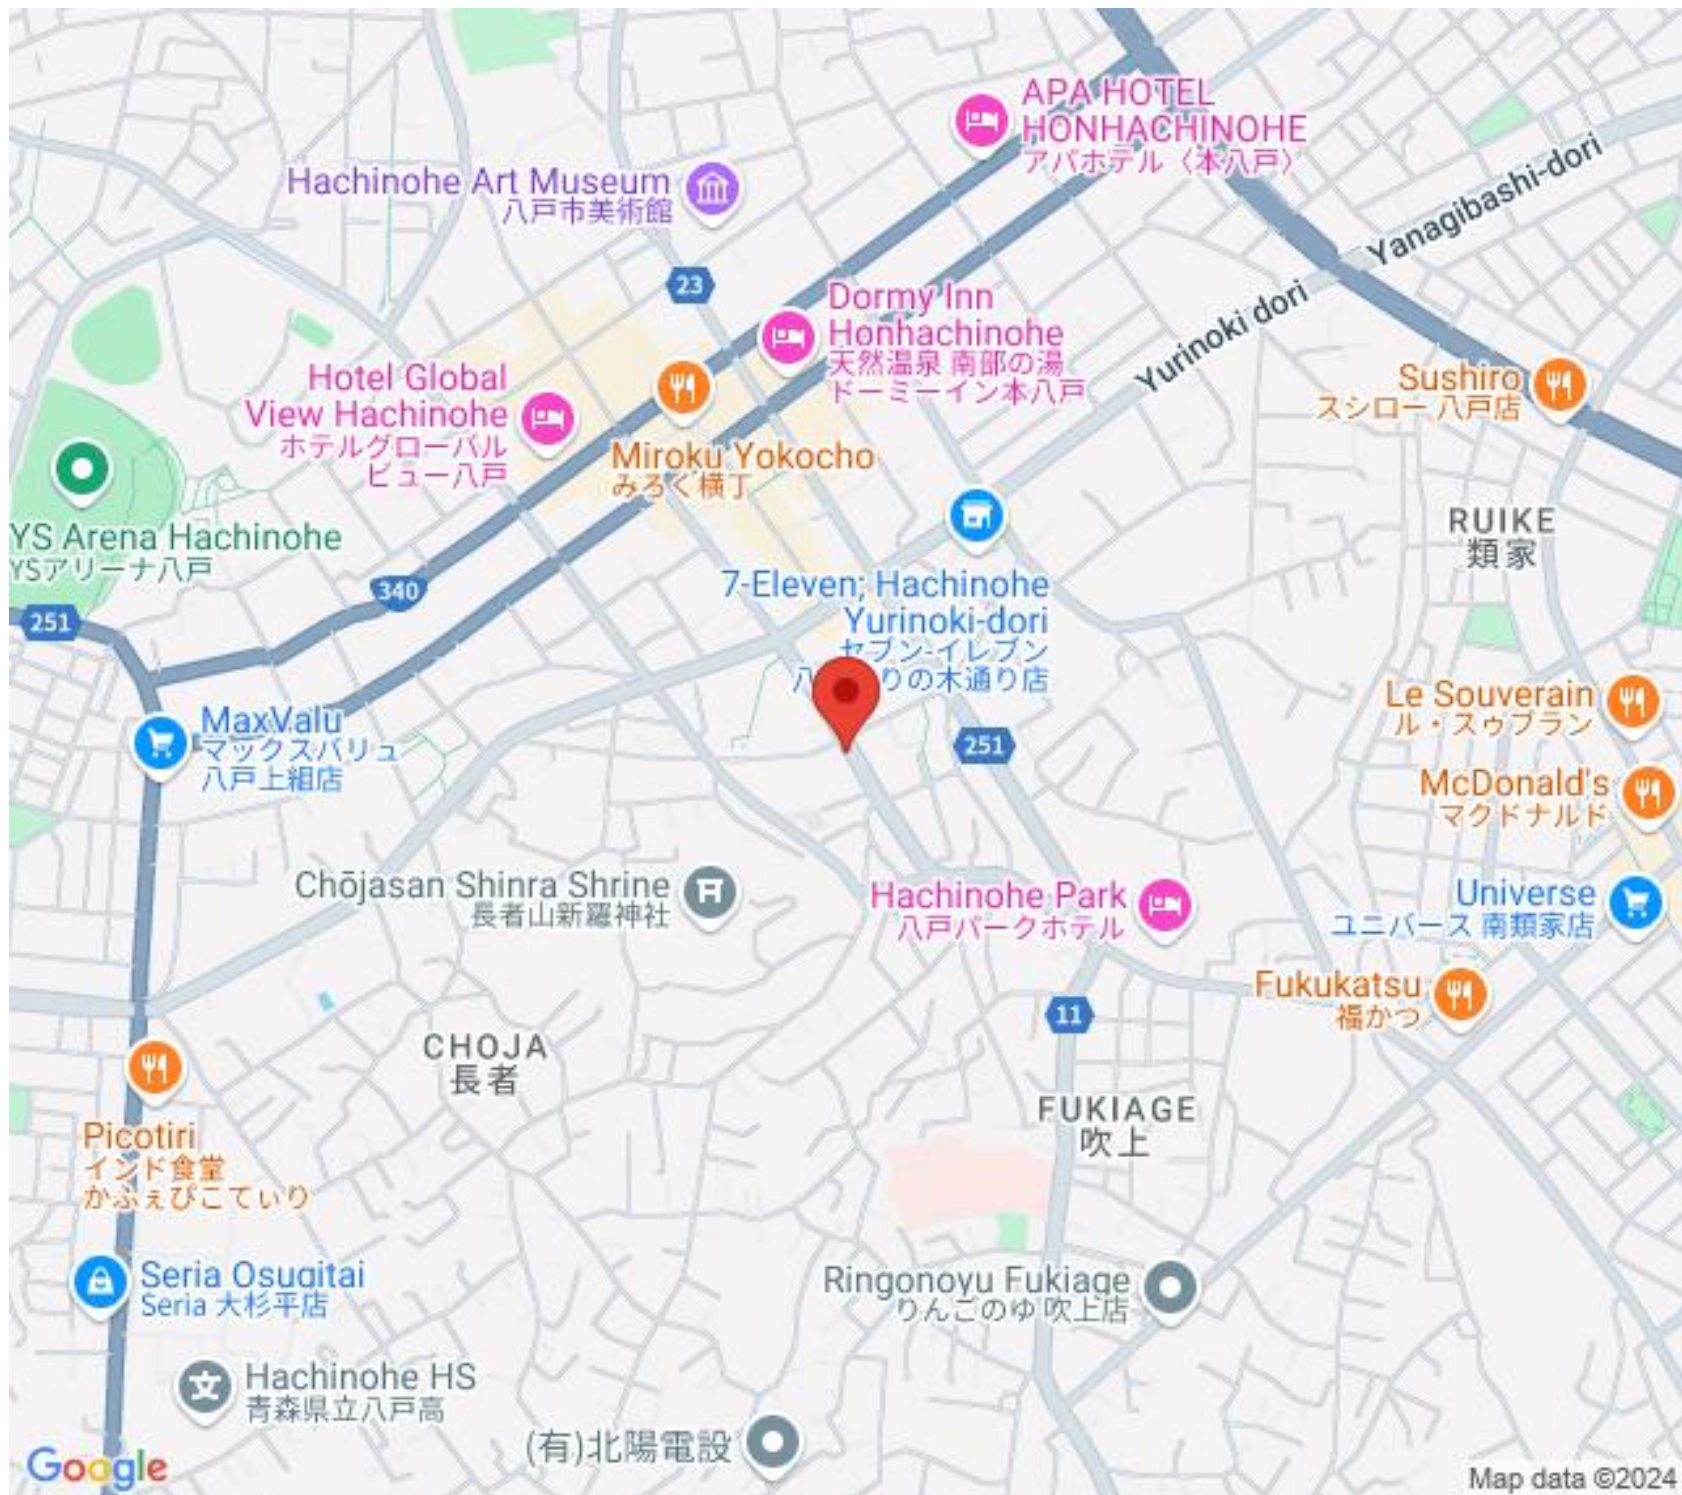 APA HOTEL
HONHACHINOHE
アパホテル〈本八戸〉
Hachinohe Art Museum
八戸市美術館
Yanagibashi-dori
23
Dormy Inn
Honhachinohe
天然温泉 南部の湯
ドーミーイン本八戸
Yurinoki dori
Hotel Global
View Hachinohe
ホテルグローバル
ビュー八戸
Sushiro
スシロー 八戸店
Miroku Yokocho
みろく横丁
YS Arena Hachinohe
YSアリーナ八戸
RUIKE
類家
340
251
7-Eleven; Hachinohe
Yurinoki-dori
セブン-イレブン
八 りの木通り店
Le Souverain
ル・スゥブラン
MaxValu
マックスバリュ
八戸上組店
251
McDonald's
マクドナルド
Chōjasan Shinra Shrine
長者山新羅神社
Hachinohe Park
八戸パークホテル
Universe
ユニバース 南類家店
Fukukatsu
福かつ
11
CHOJA
長者
FUKIAGE
吹上
Picotiri
インド食堂
かふぇぴこてぃり
Seria Osugitai
Seria 大杉平店
Ringonoyu Fukiage
りんごのゆ 吹上店
Hachinohe HS
青森県立八戸高
(有)北陽電設
Google
Map data ©2024